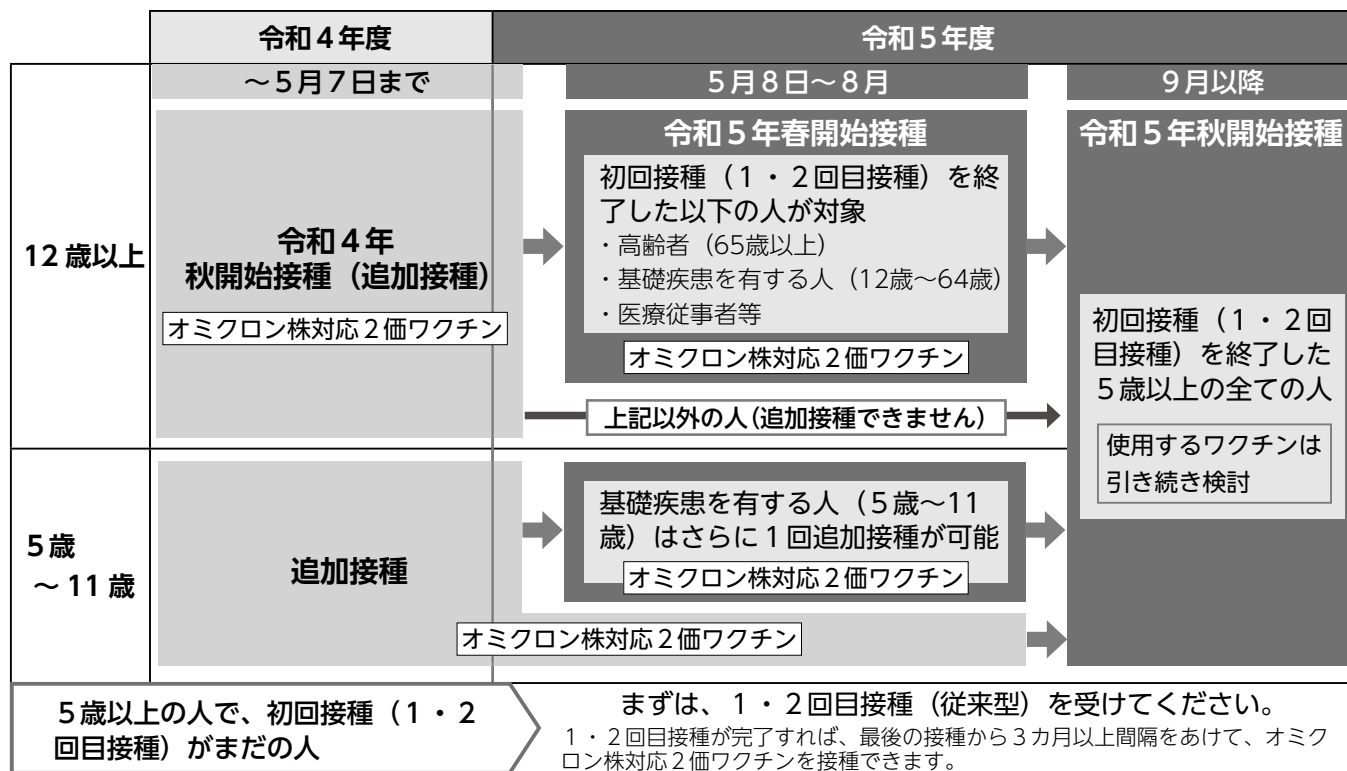 令和４年度
令和５年度
～５月７日まで
５月８日～８月
９月以降
12 歳以上
令和４年
秋開始接種（追加接種）
オミクロン株対応２価ワクチン
令和５年春開始接種
初回接種（１・２回目接種）を終
了した以下の人が対象
・高齢者（65歳以上）
・基礎疾患を有する人（12歳～64歳）
・医療従事者等
オミクロン株対応２価ワクチン
上記以外の人（追加接種できません）
令和５年秋開始接種
初回接種（１・２回
目接種）を終了した
５歳以上の全ての人
使用するワクチンは
引き続き検討
５歳
～ 11 歳
追加接種
基礎疾患を有する人（５歳～11
歳）はさらに１回追加接種が可能
オミクロン株対応２価ワクチン
オミクロン株対応２価ワクチン
５歳以上の人で、初回接種（１・２
回目接種）がまだの人
まずは、１・２回目接種（従来型）を受けてください。
１・２回目接種が完了すれば、最後の接種から３カ月以上間隔をあけて、オミク
ロン株対応２価ワクチンを接種できます。